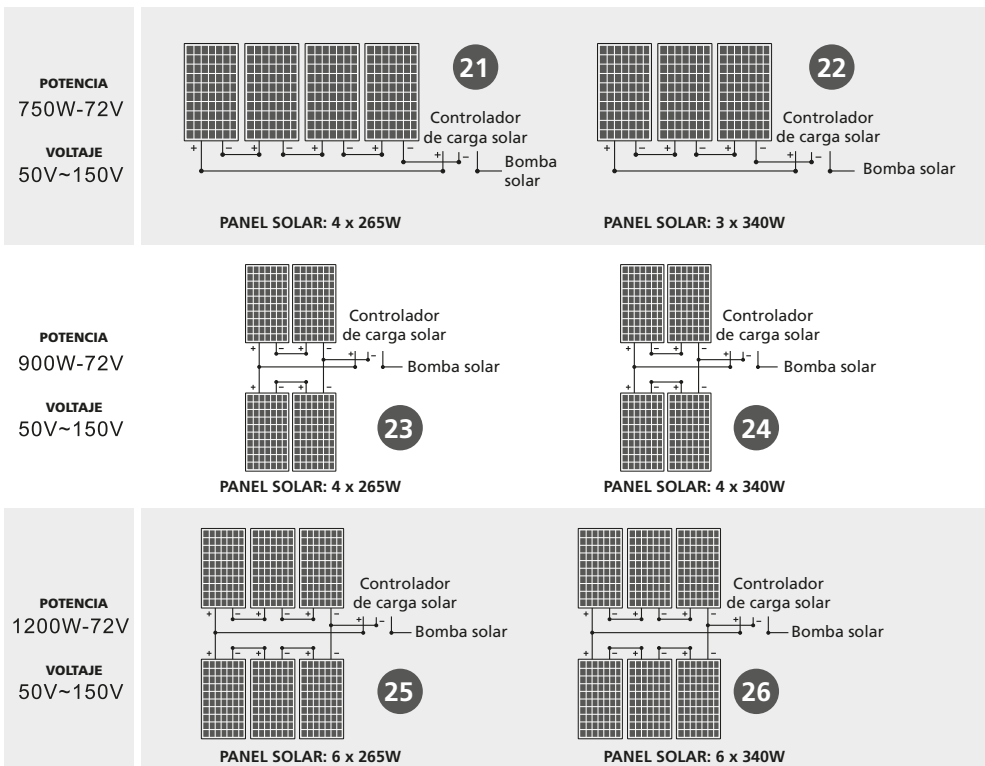 POTENCIA
750W-72V
VOLTAJE
50V~150V
21
Controlador
de carga solar
+ - + - + - + - + -
Bomba
solar
PANEL SOLAR: 4 x 265W
22
Controlador
de carga solar
+ - + - + - + -
Bomba solar
PANEL SOLAR: 3 x 340W
POTENCIA
900W-72V
VOLTAJE
50V~150V
Controlador
de carga solar
+ - + - + -
Bomba solar
+ - + -
23
PANEL SOLAR: 4 x 265W
Controlador
de carga solar
+ - + - + -
Bomba solar
+ - + -
24
PANEL SOLAR: 4 x 340W
POTENCIA
1200W-72V
VOLTAJE
50V~150V
Controlador
de carga solar
+ - + - + - + -
Bomba solar
+ - + - + -
25
PANEL SOLAR: 6 x 265W
Controlador
de carga solar
+ - + - + - + -
Bomba solar
+ - + - + -
26
PANEL SOLAR: 6 x 340W